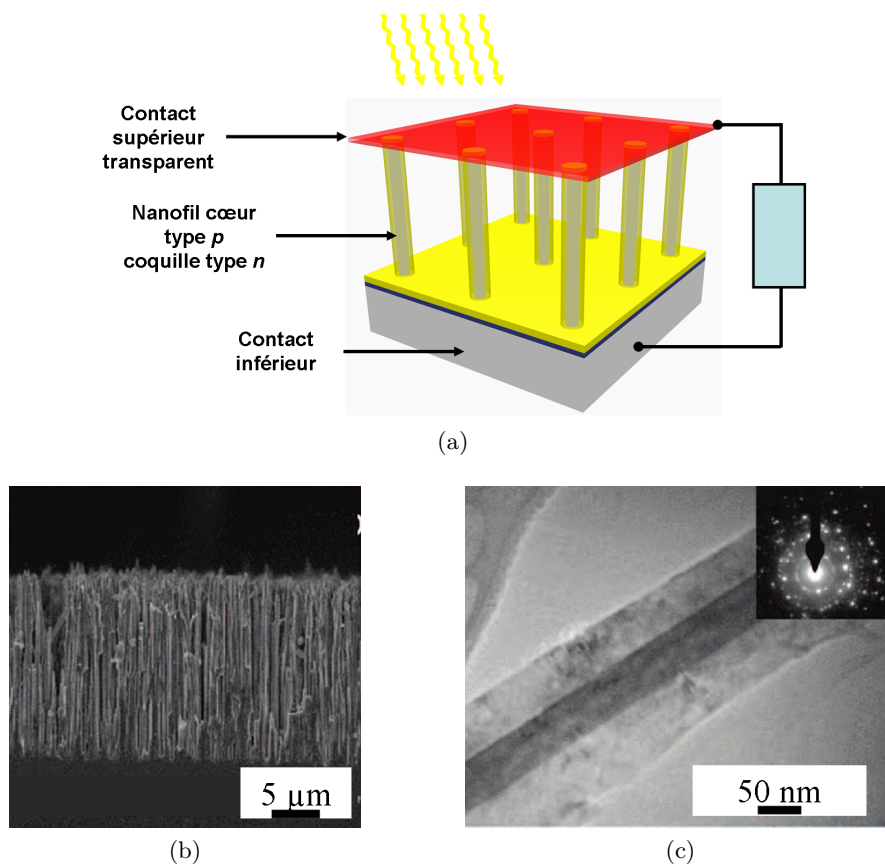 Contact
supérieur
transparent
Nanofil cœur
type p
coquille type n
Contact
inférieur
(a)
5 µm
50 nm
(b)
(c)